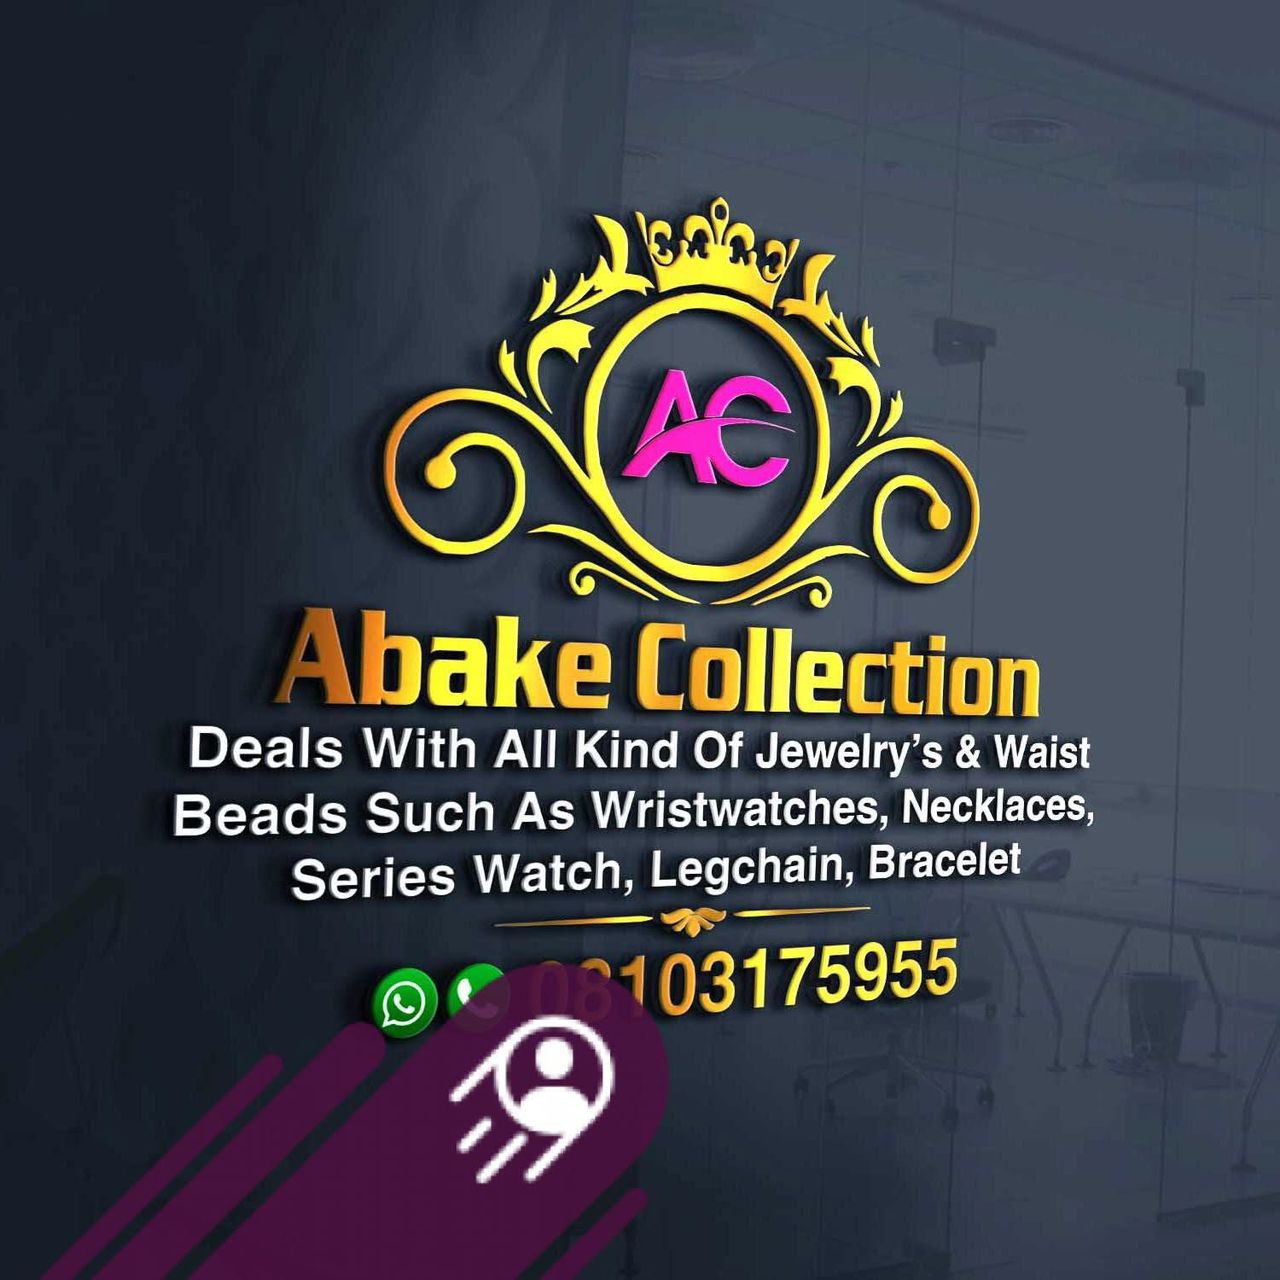 AC
Abake Collection
Deals With All Kind Of Jewelry's & Waist
Beads Such As Wristwatches, Necklaces,
Series Watch, Legchain, Bracelet
08103175955